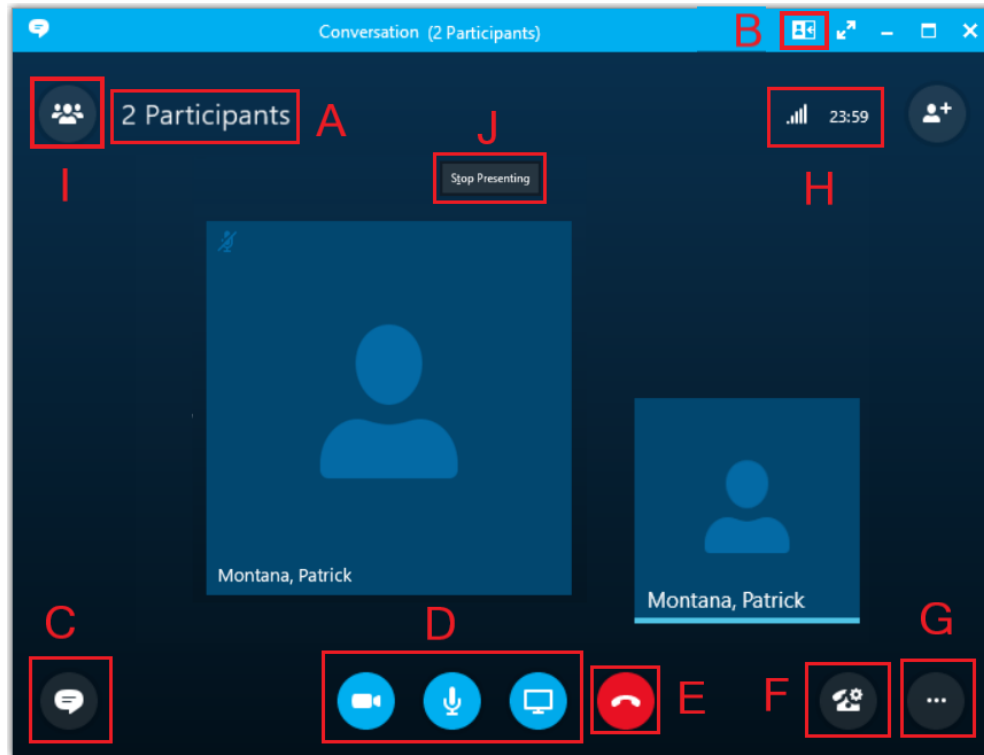 Conversation (2 Participants)
B
2 Participants
A
J
23:59
I
Stop Presenting
H
Montana, Patrick
Montana, Patrick
C
D
G
E
F